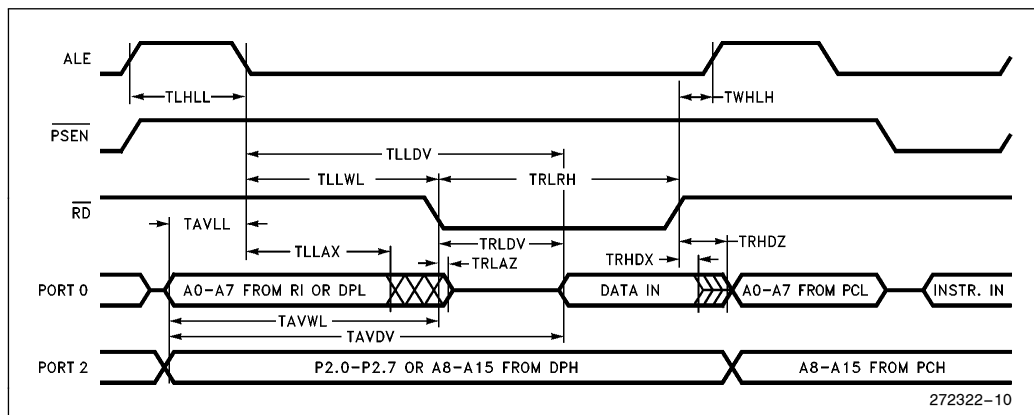 ALE
TLHLL
TWHLH
PSEN
TLLDV
TLLWL
TRLRH
RD
TAVLL
TLLAX
TRLDV
TRHDZ
TRLAZ
TRHDX
PORT 0
A0-A7 FROM RI OR DPL
DATA IN
A0-A7 FROM PCL
INSTR. IN
TAVWL
TAVDV
PORT 2
P2.0-P2.7 OR A8-A15 FROM DPH
A8-A15 FROM PCH
272322-10